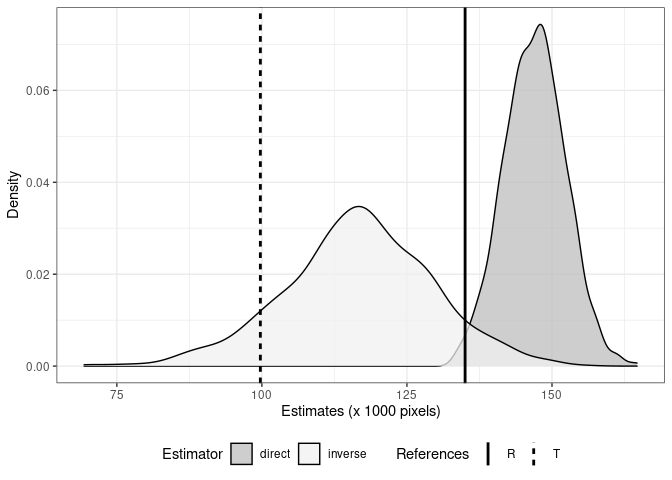 0.06
0.04
0.02
0.00
Density
75 100 125 150
Estimates (x 1000 pixels)
Estimator direct inverse References R T